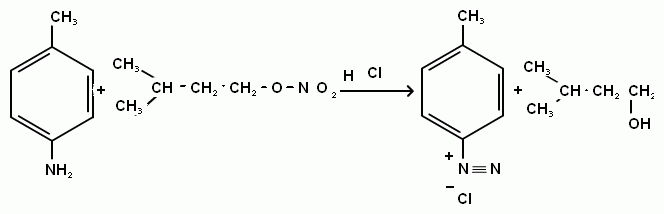 CH₃ CH₃
CH₃ H Cl CH₃
+ CH - CH₂ - CH₂ - O - N O₂ + CH - CH₂ - CH₂
CH₃ CH₃
OH
NH₂ + N≡N
− Cl